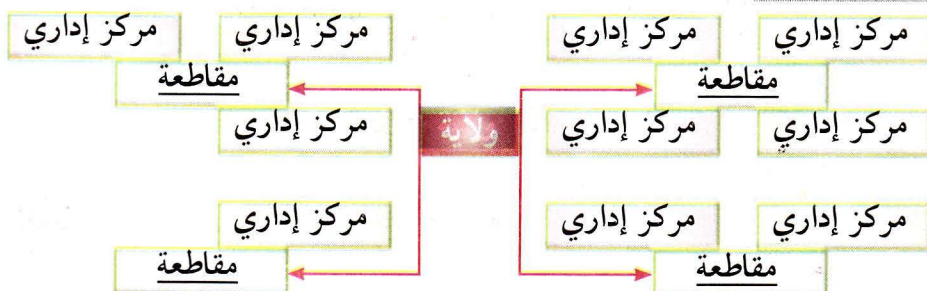 مركز إداري مركز إداري مركز إداري مركز إداري
مقاطعة مقاطعة
مركز إداري مركز إداري ولاية مركز إداري
مركز إداري مركز إداري مركز إداري
مقاطعة مقاطعة